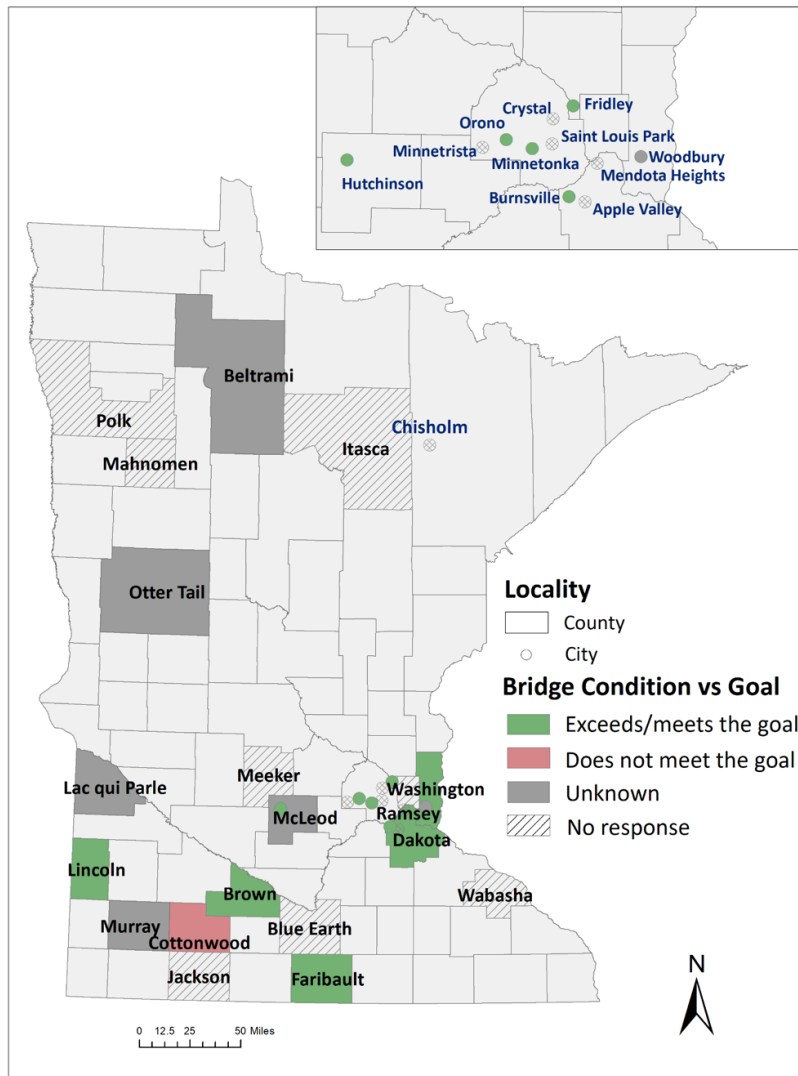 Crystal
Fridley
Orono
Saint Louis Park
Minnetrista
Minnetonka
Woodbury
Mendota Heights
Hutchinson
Burnsville
Apple Valley
Beltrami
Polk
Chisholm
Itasca
Mahnomen
Otter Tail
Locality
County
City
Bridge Condition vs Goal
Exceeds/meets the goal
Does not meet the goal
Unknown
No response
Meeker
Washington
Lac qui Parle
McLeod
Ramsey
Dakota
Lincoln
Brown
Wabasha
Murray
Blue Earth
Cottonwood
Jackson
Faribault
N
0 12.5 25 50 Miles